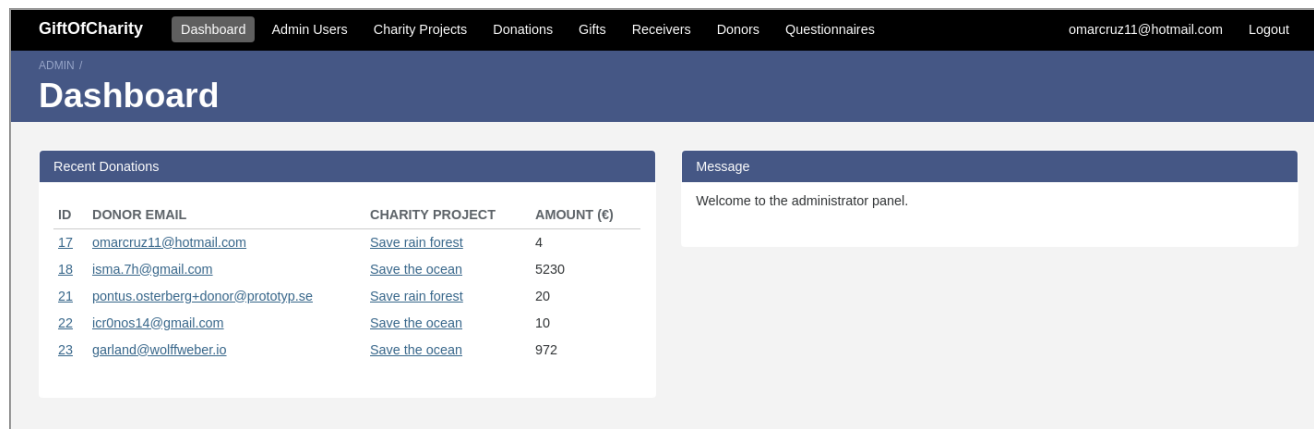 GiftOfCharity Dashboard Admin Users Charity Projects Donations Gifts Receivers Donors Questionnaires omarcruz11@hotmail.com Logout
ADMIN /
Dashboard
Recent Donations
ID DONOR EMAIL CHARITY PROJECT AMOUNT (€)
17 omarcruz11@hotmail.com Save rain forest 4
18 isma.7h@gmail.com Save the ocean 5230
21 pontus.osterberg+donor@prototyp.se Save rain forest 20
22 icr0nos14@gmail.com Save the ocean 10
23 garland@wolffweber.io Save the ocean 972
Message
Welcome to the administrator panel.